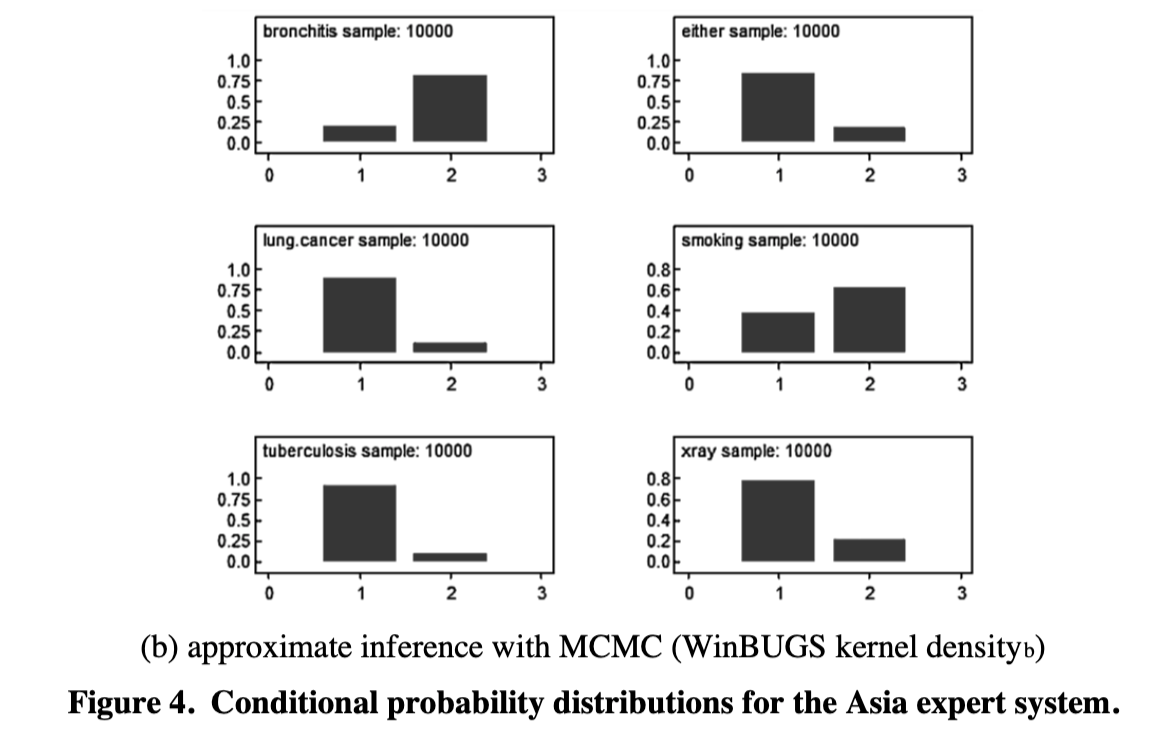 bronchitis sample: 10000
1.0
0.75
0.5
0.25
0.0
0 1 2 3
either sample: 10000
1.0
0.75
0.5
0.25
0.0
0 1 2 3
lung.cancer sample: 10000
1.0
0.75
0.5
0.25
0.0
0 1 2 3
smoking sample: 10000
0.8
0.6
0.4
0.2
0.0
0 1 2 3
tuberculosis sample: 10000
1.0
0.75
0.5
0.25
0.0
0 1 2 3
xray sample: 10000
0.8
0.6
0.4
0.2
0.0
0 1 2 3
(b) approximate inference with MCMC (WinBUGS kernel densityb)
Figure 4. Conditional probability distributions for the Asia expert system.